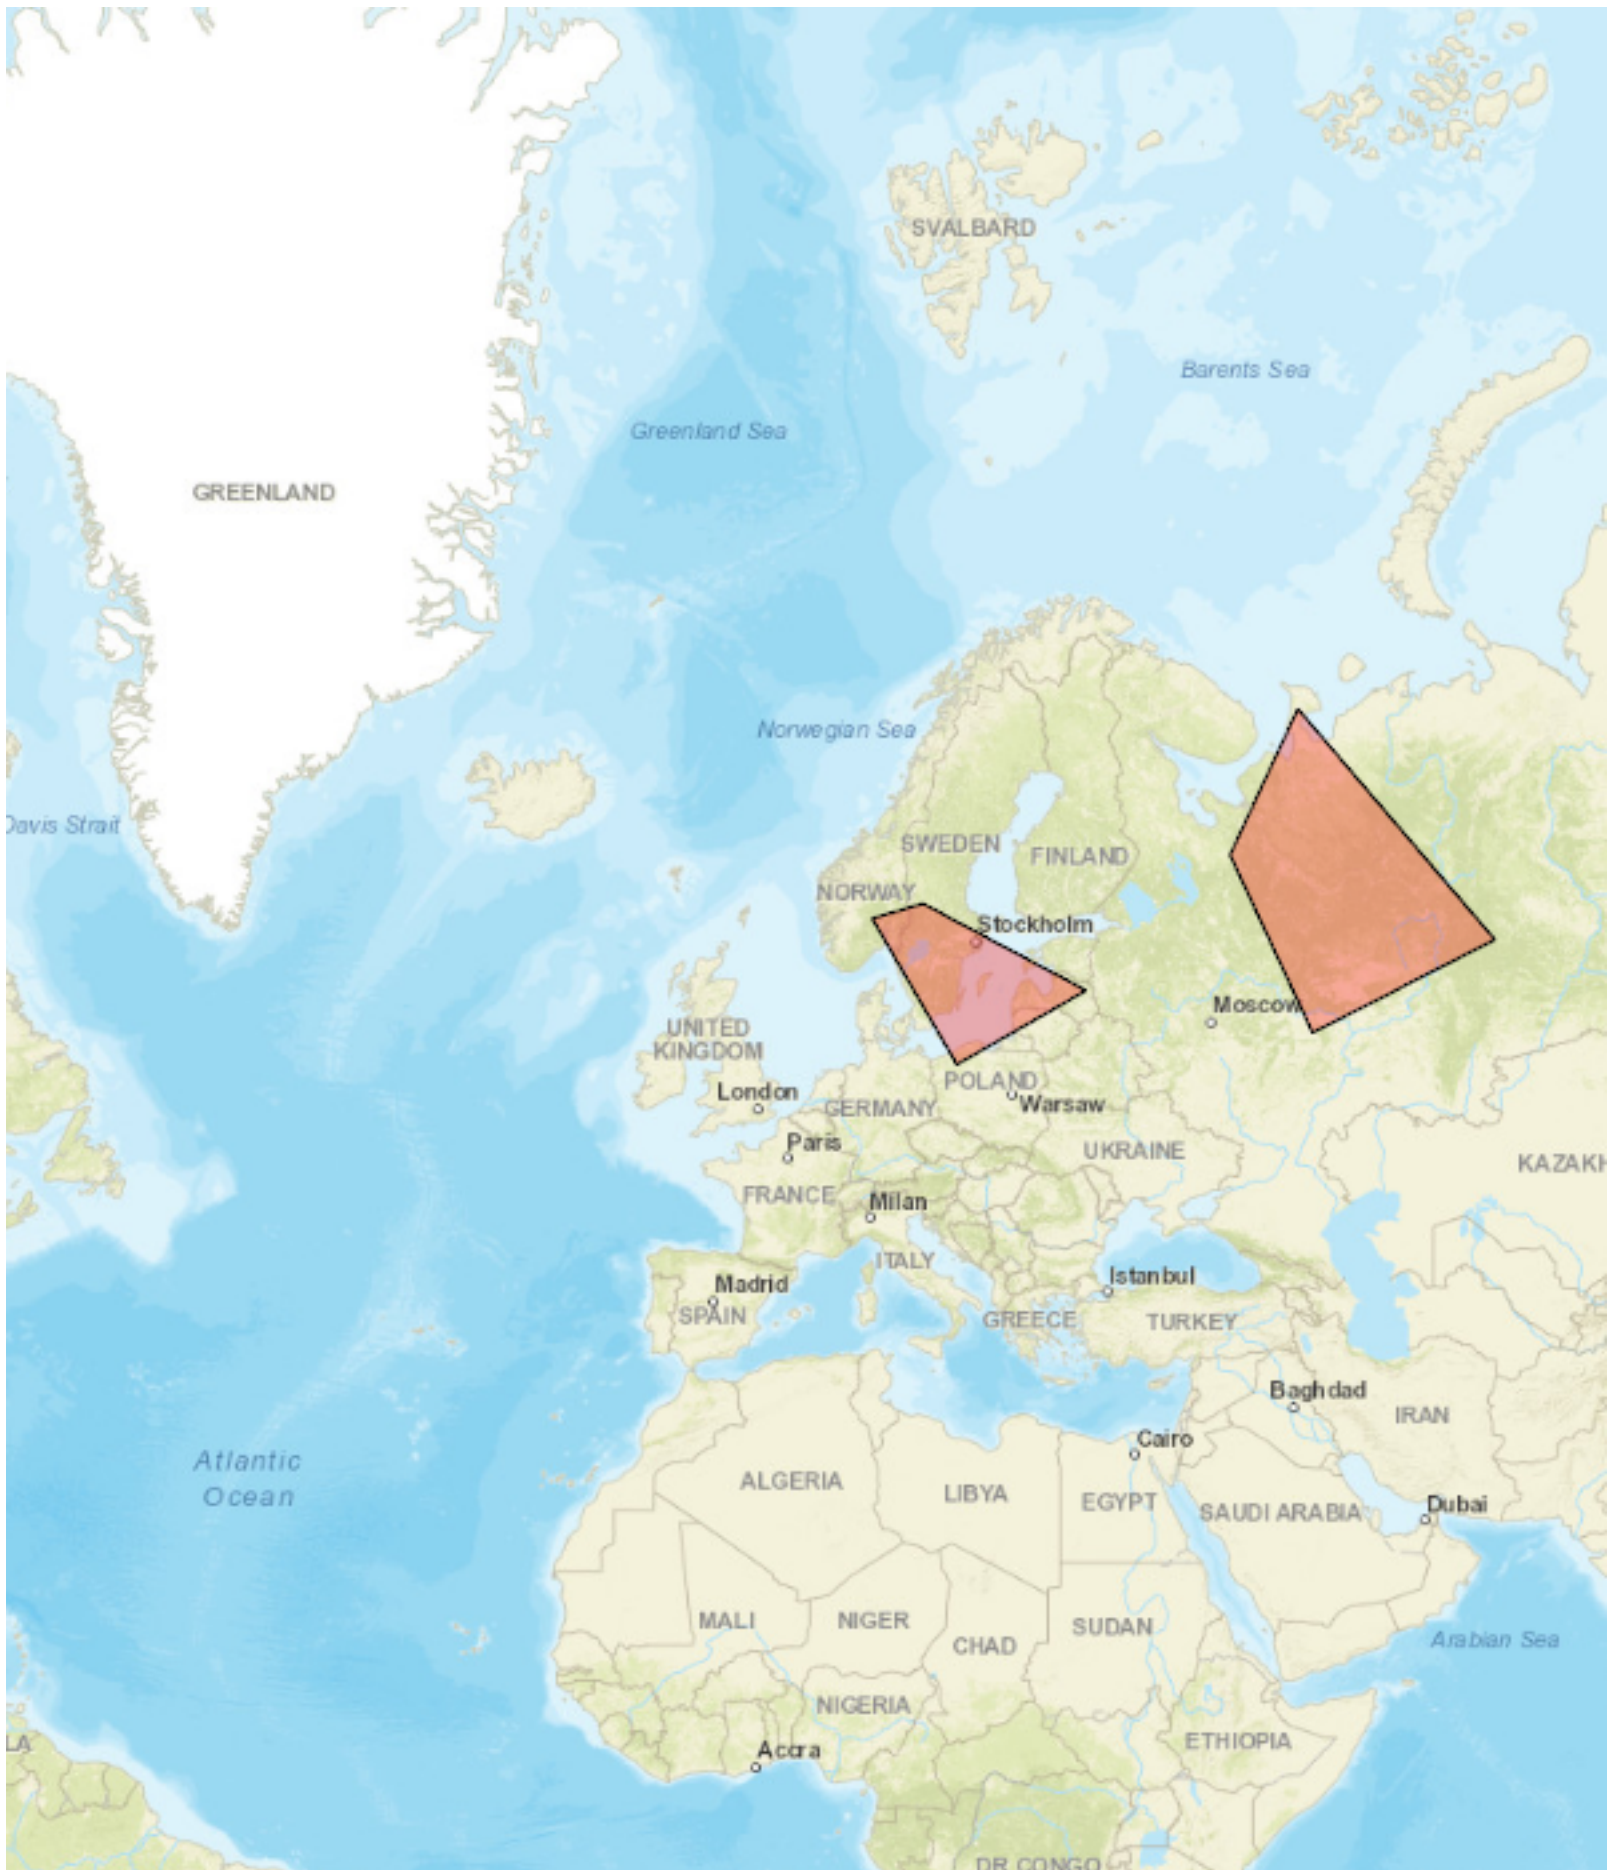 SVALBARD
Barents Sea
Greenland Sea
GREENLAND
Norwegian Sea
Davis Strait
SWEDEN
FINLAND
NORWAY
Stockholm
Moscow
UNITED
KINGDOM
POLAND
London
GERMANY
Warsaw
Paris
UKRAINE
KAZAKH
FRANCE
Milan
ITALY
Istanbul
Madrid
SPAIN
GREECE
TURKEY
Baghdad
IRAN
Cairo
Atlantic
Ocean
ALGERIA
LIBYA
EGYPT
SAUDI ARABIA
Dubai
MALI
NIGER
SUDAN
CHAD
Arabian Sea
NIGERIA
ETHIOPIA
LA
Accra
DR CONGO